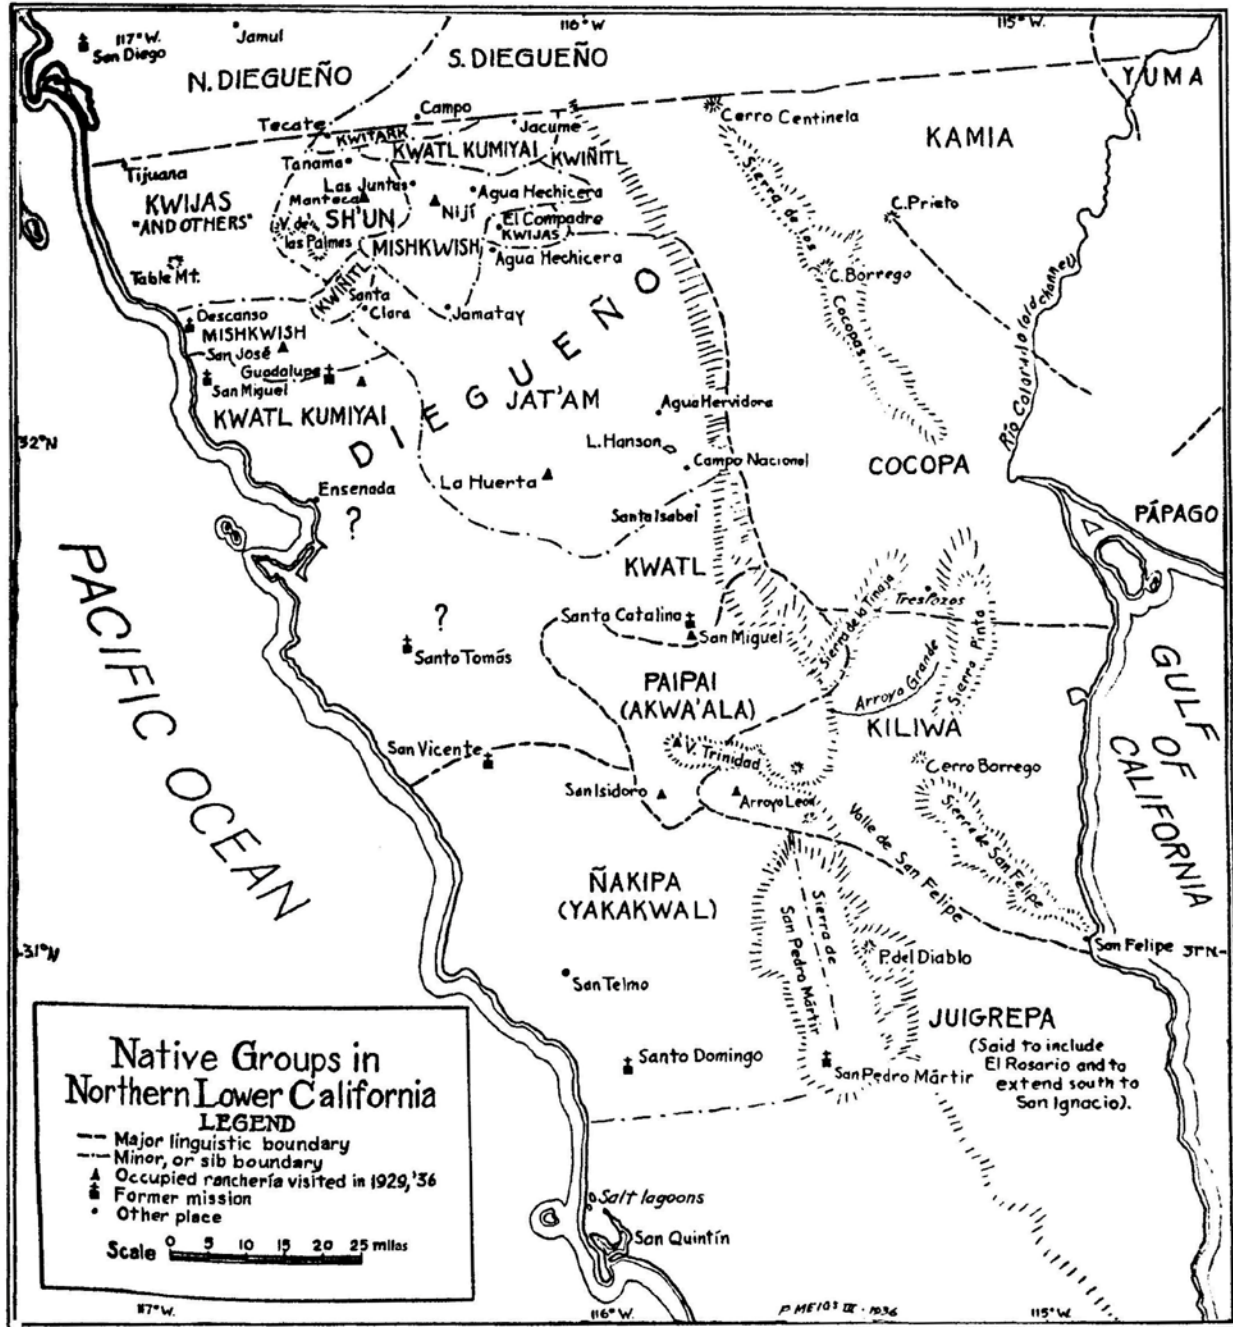 117° W.
116° W
115° W.
Jamul
San Diego
N. DIEGUEÑO
S. DIEGUEÑO
YUMA
Tecate
Campo
Jacume
Cerro Centinela
KAMIA
KWITARK
KWATL KUMIYAI
KWIÑITL
Tijuana
Tanama
Las Juntas
Manteca
Agua Hechicera
KWIJAS
"AND OTHERS"
SH'UN
Nijí
El Compadre
KWIJAS
V. de
las Palmas
MISHKWISH
Agua Hechicera
Sierra de los Cocopas
C. Prieto
C. Borrego
Table Mt.
KWIÑITL
Santa
Clara
Jamatay
Río Colorado (old channel)
Descanso
MISHKWISH
San José
Guadalupe
San Miguel
KWATL KUMIYAI
DIEGUEÑO
JAT'AM
Agua Hervidora
32° N
L. Hanson
Campo Nacional
COCOPA
La Huerta
Ensenada
?
Santa Isabel
PÁPAGO
KWATL
PACIFIC OCEAN
?
Santo Tomás
Santa Catalina
San Miguel
Sierra de la Tinaja
Tres Pozos
Sierra Pinta
Arroyo Grande
PAIPAI
(AKWA'ALA)
KILIWA
GULF
OF
CALIFORNIA
San Vicente
V. Trinidad
Cerro Borrego
San Isidoro
Arroyo Leon
Valle de San Felipe
Sierra de San Felipe
ÑAKIPA
(YAKAKWAL)
Sierra de
San Pedro Mártir
San Felipe
31° N
31° N
P. del Diablo
San Telmo
JUIGREPA
(Said to include
El Rosario and to
extend south to
San Ignacio).
Santo Domingo
San Pedro Mártir
Native Groups in
Northern Lower California
LEGEND
Major linguistic boundary
Minor, or sib boundary
Occupied ranchería visited in 1929, '36
Former mission
Other place
Scale 0 5 10 15 20 25 miles
Salt lagoons
San Quintín
117° W.
116° W.
P MEIGS III - 1936
115° W.